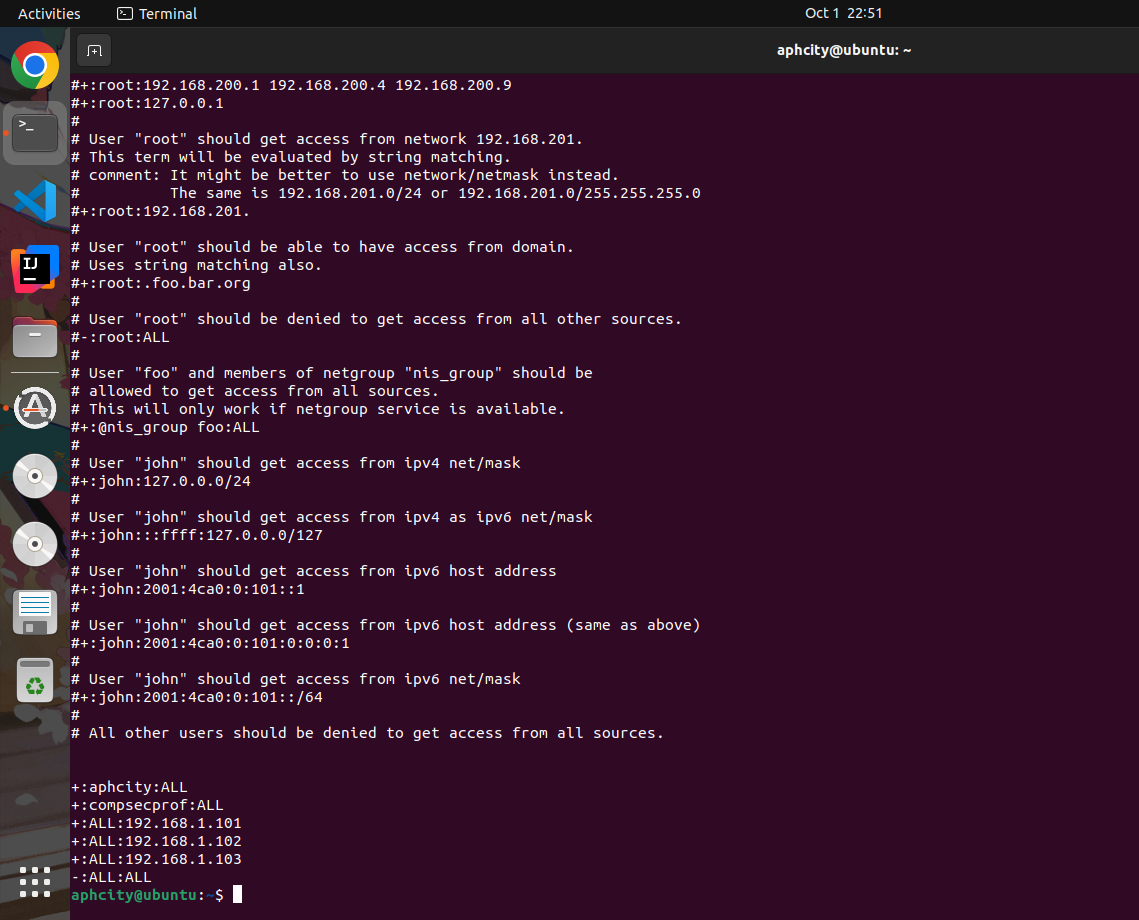 Activities
Terminal
Oct 1 22:51
aphcity@ubuntu: ~
#+:root:192.168.200.1 192.168.200.4 192.168.200.9
#+:root:127.0.0.1
#
# User "root" should get access from network 192.168.201.
# This term will be evaluated by string matching.
# comment: It might be better to use network/netmask instead.
#          The same is 192.168.201.0/24 or 192.168.201.0/255.255.255.0
#+:root:192.168.201.
#
# User "root" should be able to have access from domain.
# Uses string matching also.
#+:root:.foo.bar.org
#
# User "root" should be denied to get access from all other sources.
#-:root:ALL
#
# User "foo" and members of netgroup "nis_group" should be
# allowed to get access from all sources.
# This will only work if netgroup service is available.
#+:@nis_group foo:ALL
#
# User "john" should get access from ipv4 net/mask
#+:john:127.0.0.0/24
#
# User "john" should get access from ipv4 as ipv6 net/mask
#+:john:::ffff:127.0.0.0/127
#
# User "john" should get access from ipv6 host address
#+:john:2001:4ca0:0:101::1
#
# User "john" should get access from ipv6 host address (same as above)
#+:john:2001:4ca0:0:101:0:0:0:1
#
# User "john" should get access from ipv6 net/mask
#+:john:2001:4ca0:0:101::/64
#
# All other users should be denied to get access from all sources.
+:aphcity:ALL
+:compsecprof:ALL
+:ALL:192.168.1.101
+:ALL:192.168.1.102
+:ALL:192.168.1.103
-:ALL:ALL
aphcity@ubuntu:~$
>_
IJ